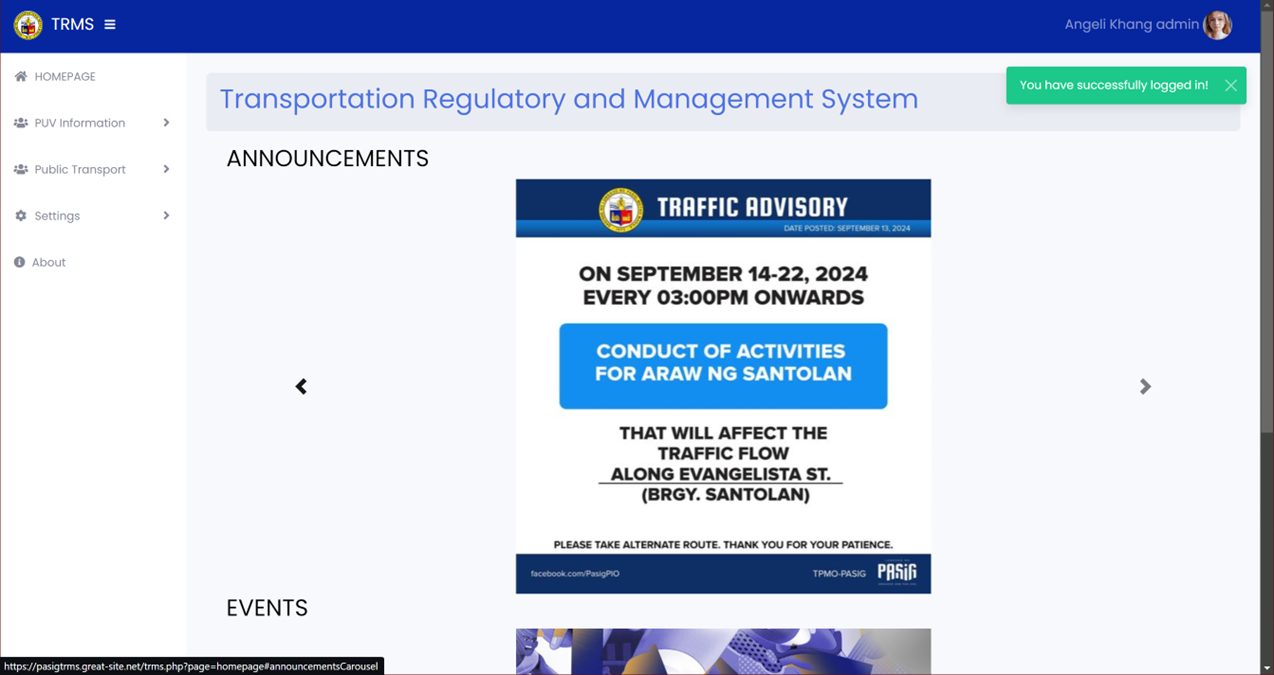 TRMS
Angeli Khang admin
HOMEPAGE
PUV Information
Public Transport
Settings
About
You have successfully logged in!
Transportation Regulatory and Management System
ANNOUNCEMENTS
TRAFFIC ADVISORY
DATE POSTED: SEPTEMBER 13, 2024
ON SEPTEMBER 14-22, 2024
EVERY 03:00PM ONWARDS
CONDUCT OF ACTIVITIES
FOR ARAW NG SANTOLAN
THAT WILL AFFECT THE
TRAFFIC FLOW
ALONG EVANGELISTA ST.
(BRGY. SANTOLAN)
PLEASE TAKE ALTERNATE ROUTE. THANK YOU FOR YOUR PATIENCE.
facebook.com/PasigPIO
TPMO-PASIG
PASIG
EVENTS
https://pasigtrms.great-site.net/trms.php?page=homepage#announcementsCarousel